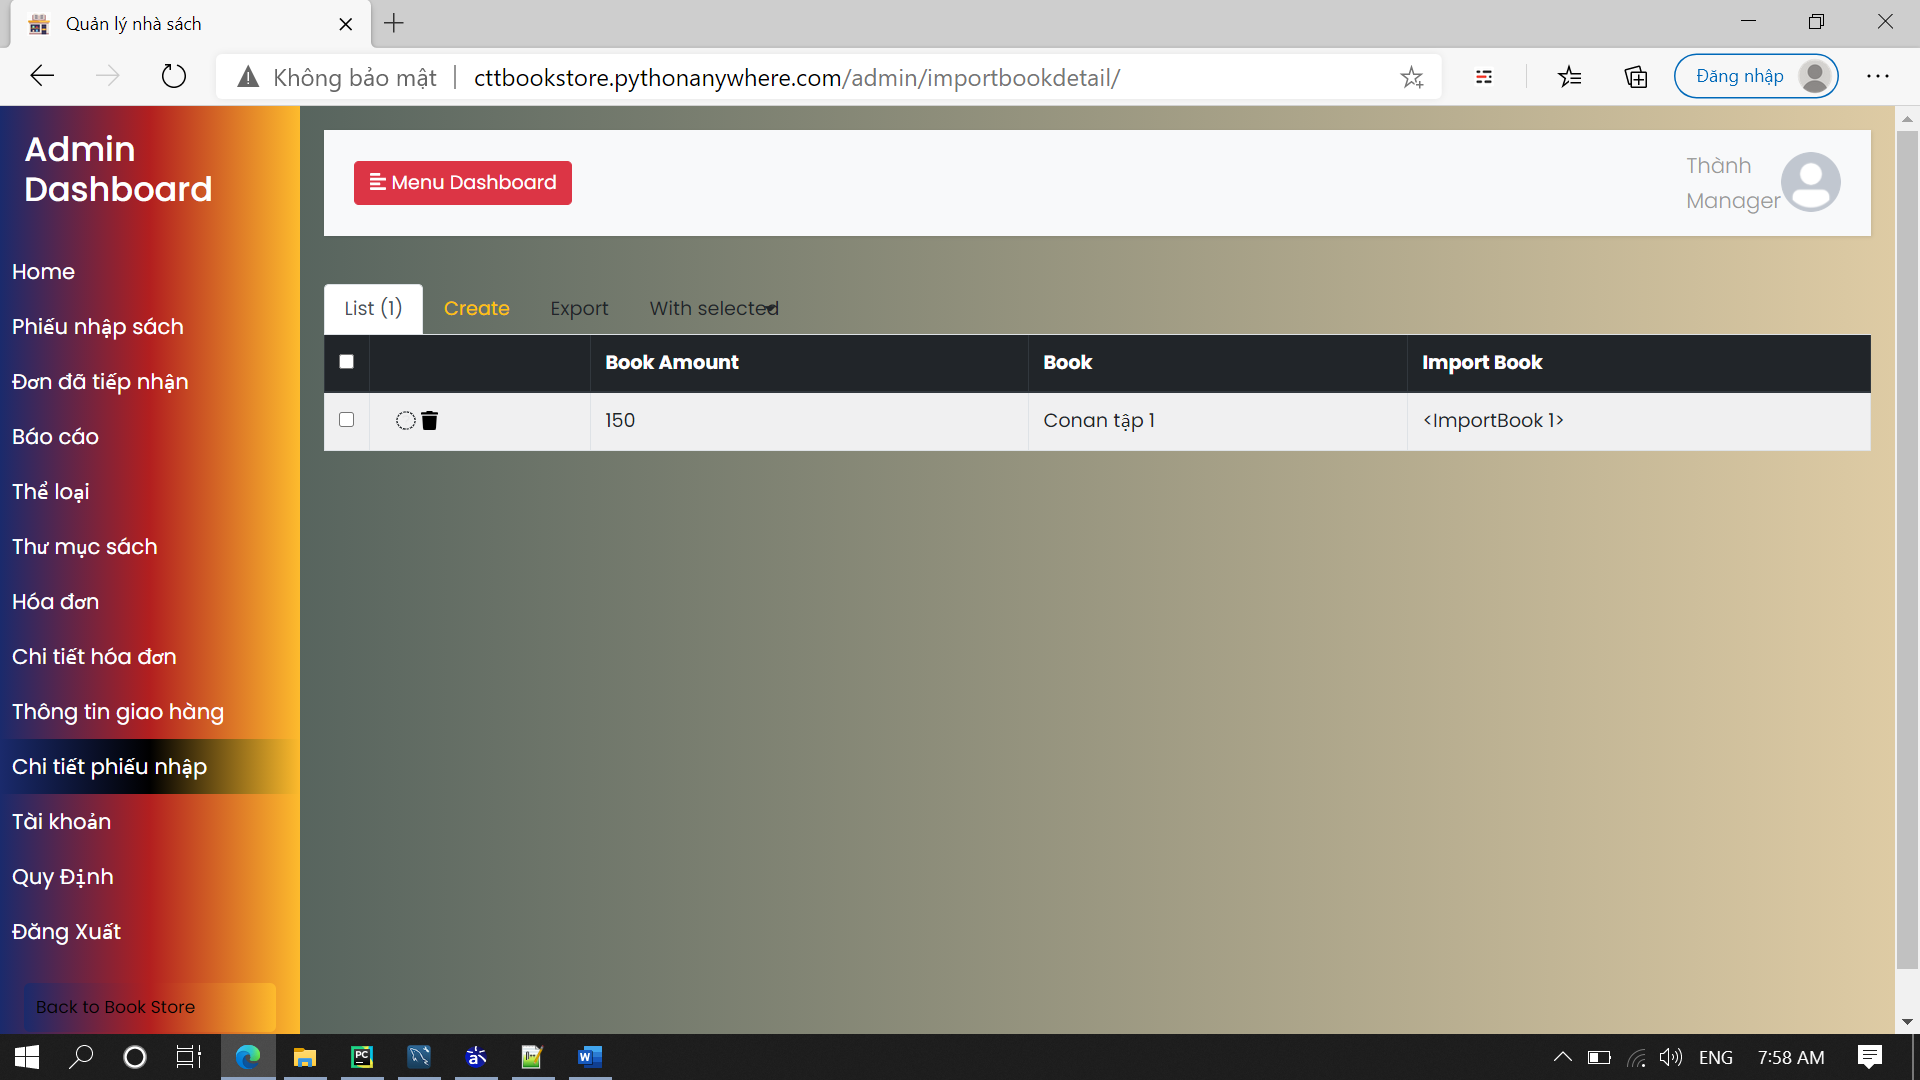 Quản lý nhà sách
Không bảo mật
cttbookstore.pythonanywhere.com/admin/importbookdetail/
Đăng nhập
Admin
Dashboard
Home
Phiếu nhập sách
Đơn đã tiếp nhận
Báo cáo
Thể loại
Thư mục sách
Hóa đơn
Chi tiết hóa đơn
Thông tin giao hàng
Chi tiết phiếu nhập
Tài khoản
Quy Định
Đăng Xuất
Back to Book Store
Menu Dashboard
Thành
Manager
List (1) Create Export With selected
Book Amount Book Import Book
150 Conan tập 1 <ImportBook 1>
ENG 7:58 AM